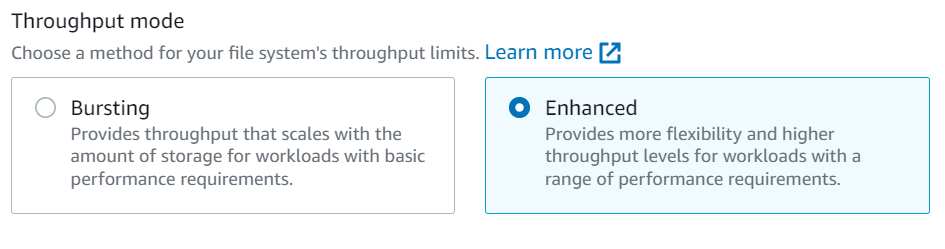 Throughput mode
Choose a method for your file system's throughput limits. Learn more
Bursting
Provides throughput that scales with the
amount of storage for workloads with basic
performance requirements.
Enhanced
Provides more flexibility and higher
throughput levels for workloads with a
range of performance requirements.